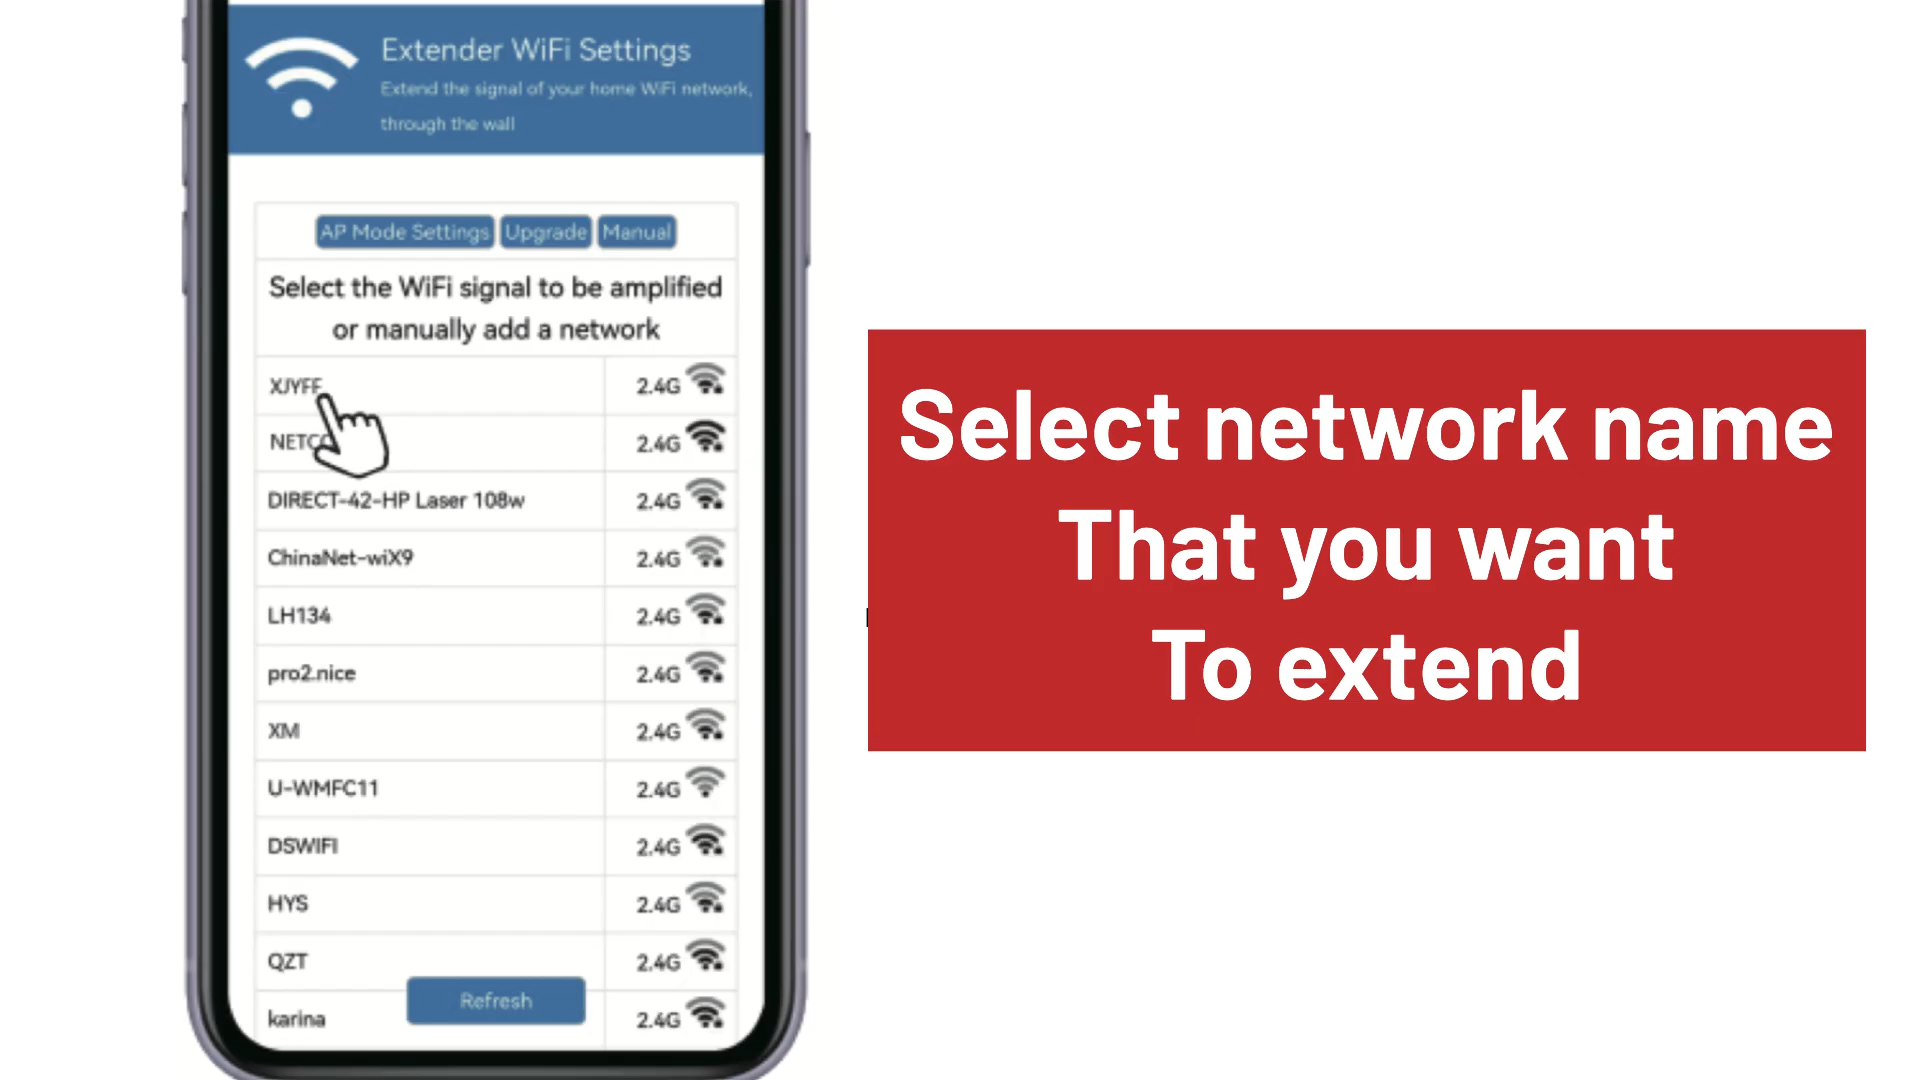 Extender WiFi Settings
Extend the signal of your home WiFi network,
through the wall
AP Mode Settings Upgrade Manual
Select the WiFi signal to be amplified
or manually add a network
XJYFF 2.4G
2.4G
DIRECT-42-HP Laser 108w 2.4G
ChinaNet-wiX9 2.4G
LH134 2.4G
pro2.nice 2.4G
XM 2.4G
U-WMFC11 2.4G
DSWIFI 2.4G
HYS 2.4G
QZT 2.4G
Refresh
karina 2.4G
Select network name
That you want
To extend